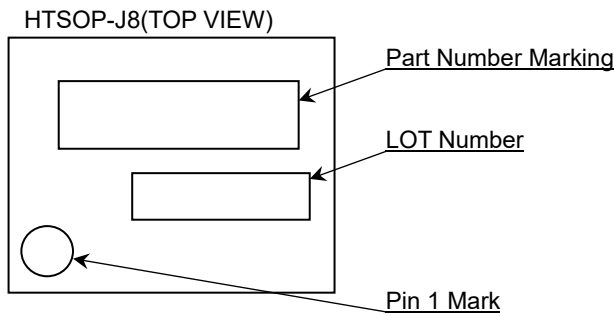 HTSOP-J8(TOP VIEW)
Part Number Marking
LOT Number
Pin 1 Mark